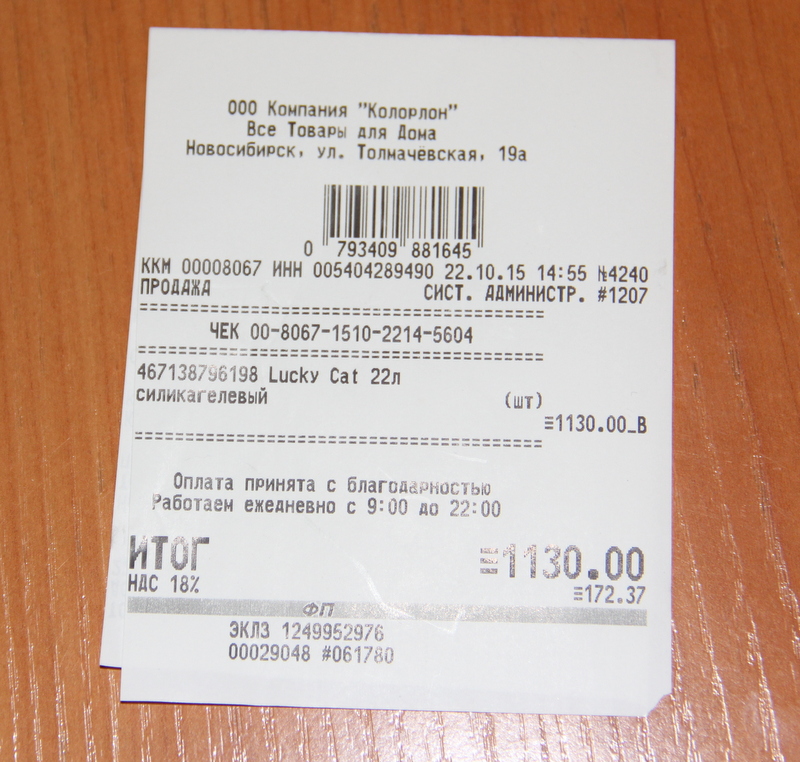 ООО Компания "Колорлон"
Все Товары для Дома
Новосибирск, ул. Толмачёвская, 19а
0 793409 881645
ККМ 00008067 ИНН 005404289490 22.10.15 14:55 №4240
ПРОДАЖА СИСТ. АДМИНИСТР. #1207
================================================
ЧЕК 00-8067-1510-2214-5604
================================================
467138796198 Lucky Cat 22л
силикагелевый (шт)
≡1130.00_В
================================================
Оплата принята с благодарностью
Работаем ежедневно с 9:00 до 22:00
ИТОГ ≡1130.00
НДС 18% ≡172.37
ФП
ЭКЛЗ 1249952976
00029048 #061780